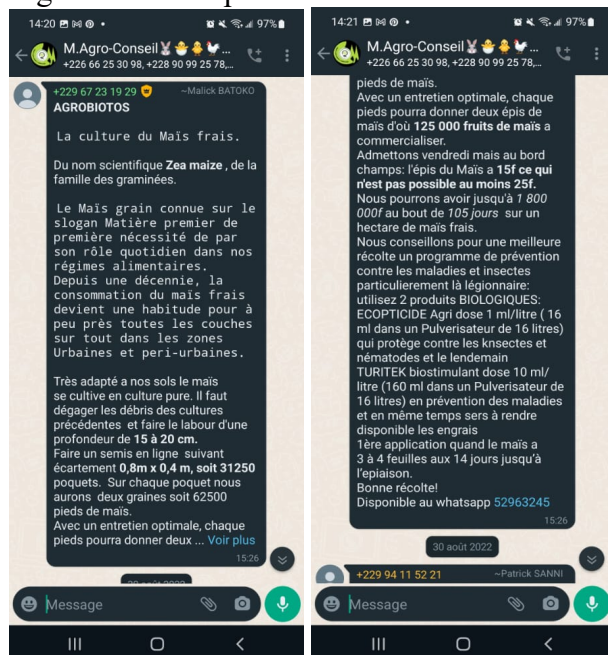 14:20
97%
M.Agro-Conseil🐰🐣🐥🐓...
+226 66 25 30 98, +228 90 99 25 78,...
+229 67 23 19 29 ~Malick BATOKO
AGROBIOTOS
La culture du Maïs frais.
Du nom scientifique Zea maize , de la
famille des graminées.
Le Maïs grain connue sur le
slogan Matière premier de
première nécessité de par
son rôle quotidien dans nos
régimes alimentaires.
Depuis une décennie, la
consommation du maïs frais
devient une habitude pour à
peu près toutes les couches
sur tout dans les zones
Urbaines et peri-urbaines.
Très adapté a nos sols le maïs
se cultive en culture pure. Il faut
dégager les débris des cultures
précédentes et faire le labour d'une
profondeur de 15 à 20 cm.
Faire un semis en ligne suivant
écartement 0,8m x 0,4 m, soit 31250
poquets. Sur chaque poquet nous
aurons deux graines soit 62500
pieds de maïs.
Avec un entretien optimale, chaque
pieds pourra donner deux ... Voir plus
15:26
Message
14:21
97%
M.Agro-Conseil🐰🐣🐥🐓...
+226 66 25 30 98, +228 90 99 25 78,...
pieds de maïs.
Avec un entretien optimale, chaque
pieds pourra donner deux épis de
maïs d'où 125 000 fruits de maïs a
commercialiser.
Admettons vendredi mais au bord
champs: l'épis du Maïs a 15f ce qui
n'est pas possible au moins 25f.
Nous pourrons avoir jusqu'à 1 800
000f au bout de 105 jours sur un
hectare de maïs frais.
Nous conseillons pour une meilleure
récolte un programme de prévention
contre les maladies et insectes
particulierement là légionnaire:
utilisez 2 produits BIOLOGIQUES:
ECOPTICIDE Agri dose 1 ml/litre ( 16
ml dans un Pulverisateur de 16 litres)
qui protège contre les knsectes et
nématodes et le lendemain
TURITEK biostimulant dose 10 ml/
litre (160 ml dans un Pulverisateur de
16 litres) en prévention des maladies
et en même temps sers à rendre
disponible les engrais
1ère application quand le maïs a
3 à 4 feuilles aux 14 jours jusqu'à
l'epiaison.
Bonne récolte!
Disponible au whatsapp 52963245
15:26
30 août 2022
+229 94 11 52 21 ~Patrick SANNI
Message